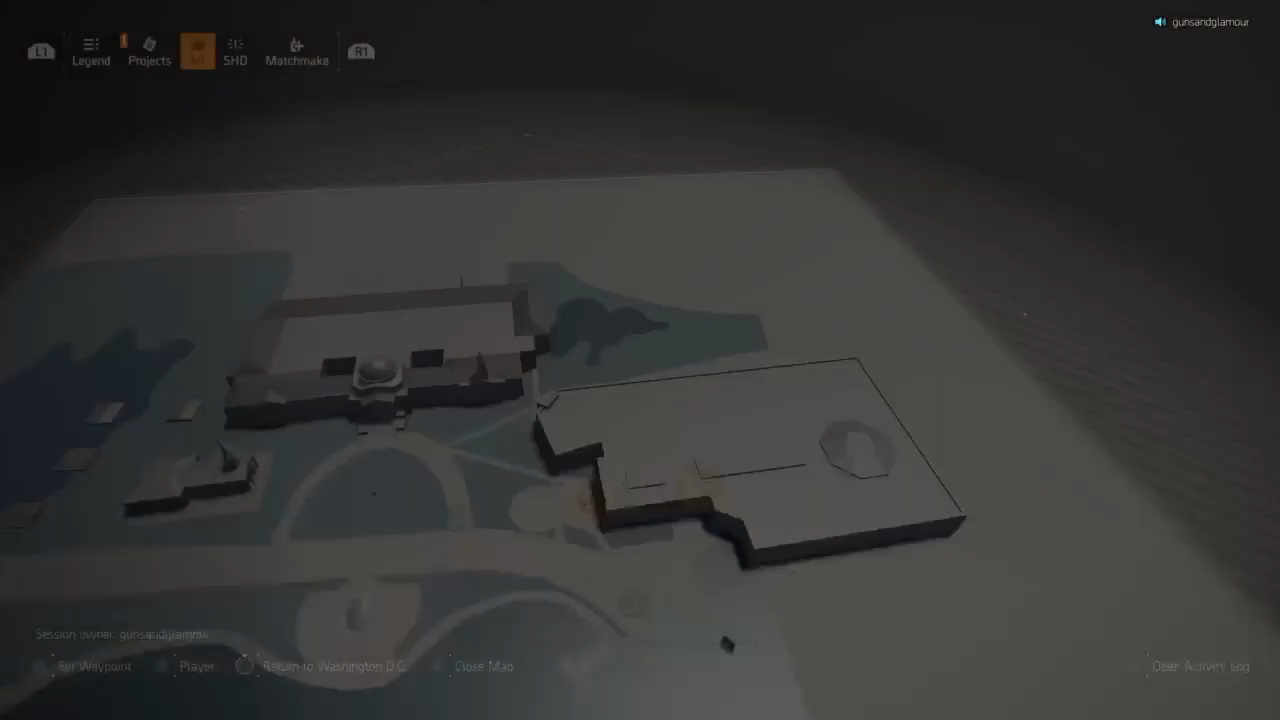 gunsandglamour
L1 Legend Projects SHD Matchmake R1
Session owner: gunsandglamour
Set Waypoint Player Return to Washington D.C. Close Map Open Activity Log